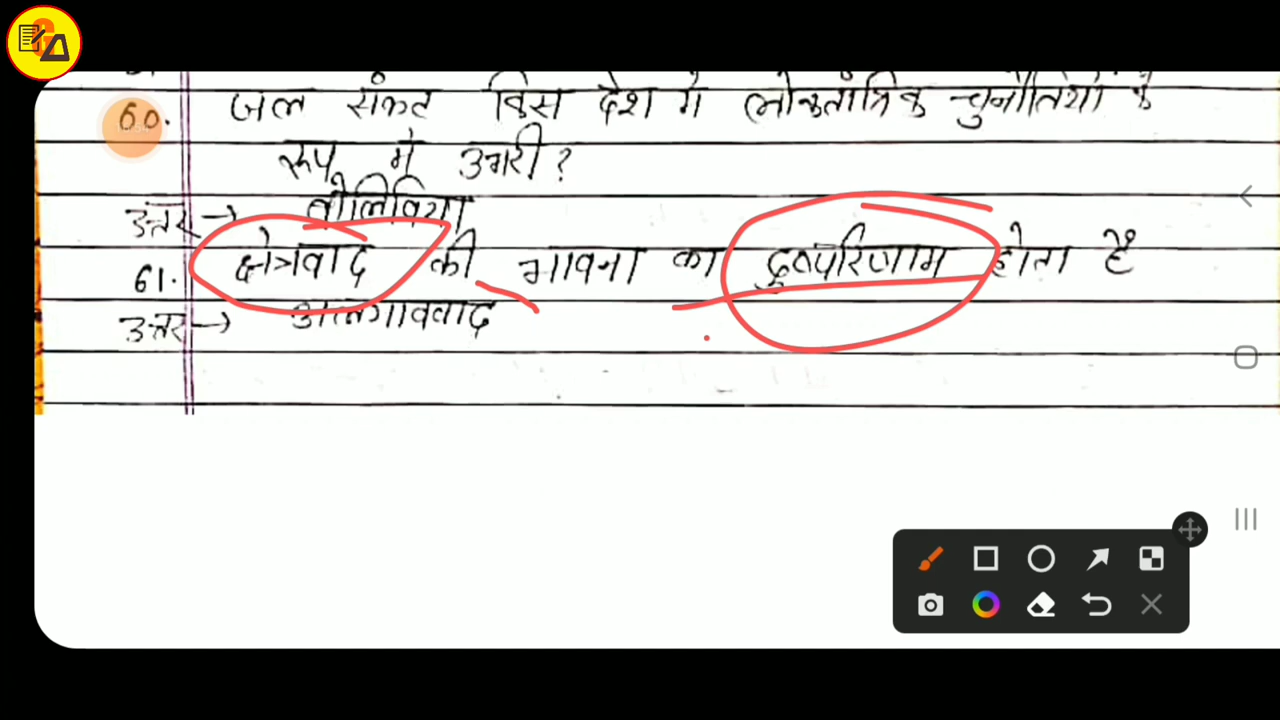 60. जल संकट किस देश मे लोकतांत्रिक चुनौतियों के
रूप मे उभरी ?
उत्तर → बोलिविया
61. क्षेत्रवाद की भावना का दुष्परिणाम होता है
उत्तर → अलगाववाद